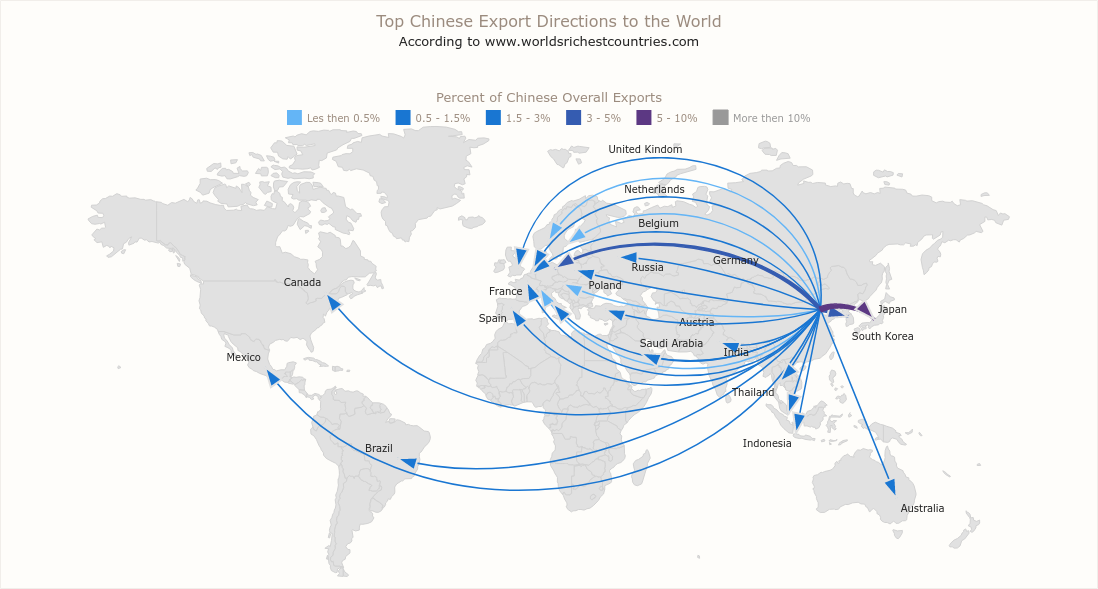 Top Chinese Export Directions to the World
According to www.worldsrichestcountries.com
Percent of Chinese Overall Exports
Les then 0.5%
0.5 - 1.5%
1.5 - 3%
3 - 5%
5 - 10%
More then 10%
United Kindom
Netherlands
Belgium
Germany
Russia
Canada
Poland
France
Japan
Spain
Austria
South Korea
Saudi Arabia
India
Mexico
Thailand
Indonesia
Brazil
Australia